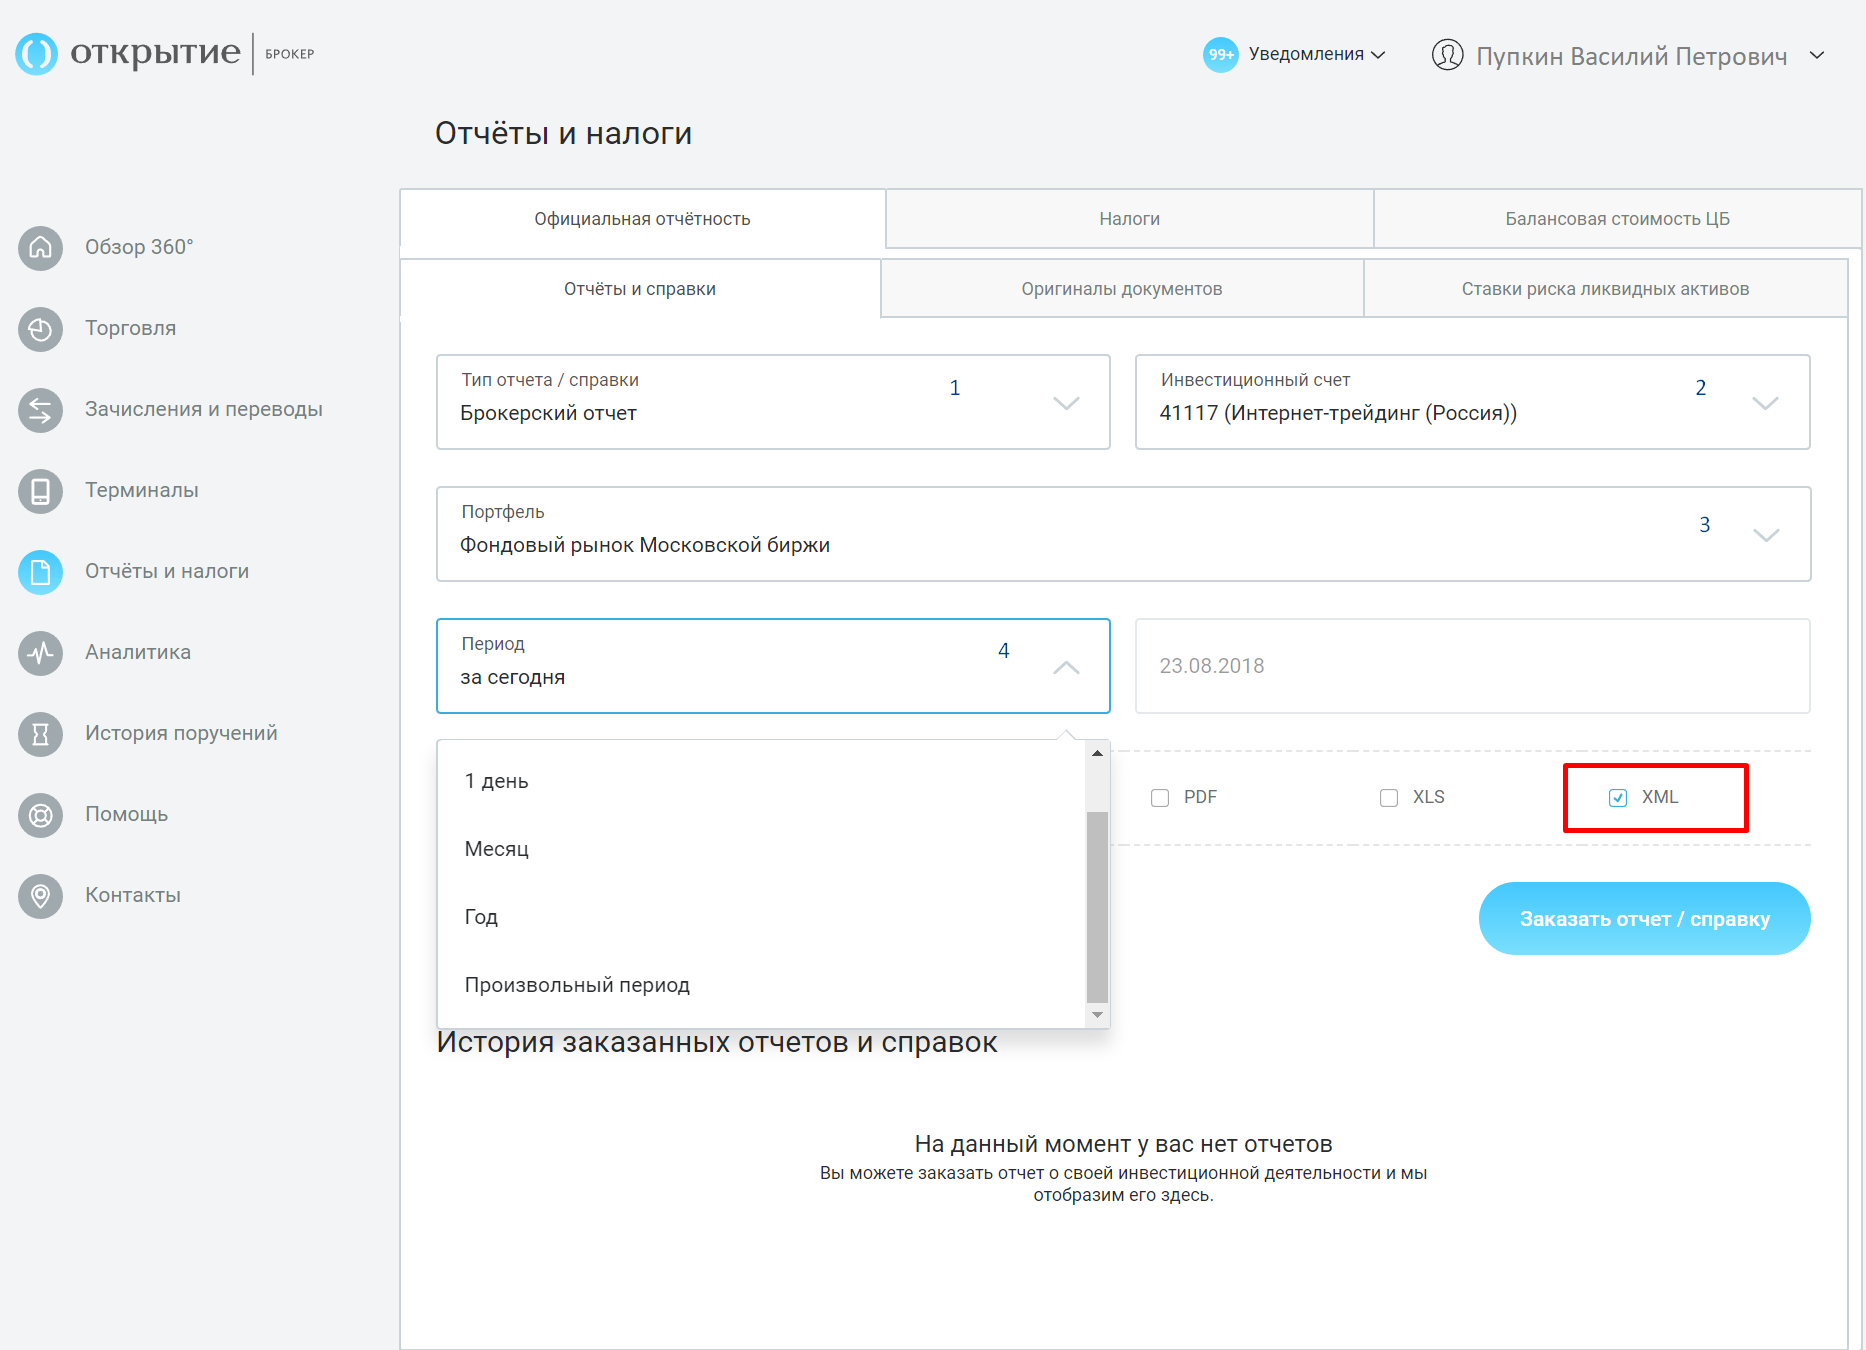 открытие БРОКЕР
99+ Уведомления
Пупкин Василий Петрович
Отчёты и налоги
Обзор 360°
Торговля
Зачисления и переводы
Терминалы
Отчёты и налоги
Аналитика
История поручений
Помощь
Контакты
Официальная отчётность
Налоги
Балансовая стоимость ЦБ
Отчёты и справки
Оригиналы документов
Ставки риска ликвидных активов
Тип отчета / справки
1
Брокерский отчет
Инвестиционный счет
2
41117 (Интернет-трейдинг (Россия))
Портфель
3
Фондовый рынок Московской биржи
Период
4
за сегодня
23.08.2018
1 день
Месяц
Год
Произвольный период
PDF
XLS
XML
Заказать отчет / справку
История заказанных отчетов и справок
На данный момент у вас нет отчетов
Вы можете заказать отчет о своей инвестиционной деятельности и мы
отобразим его здесь.